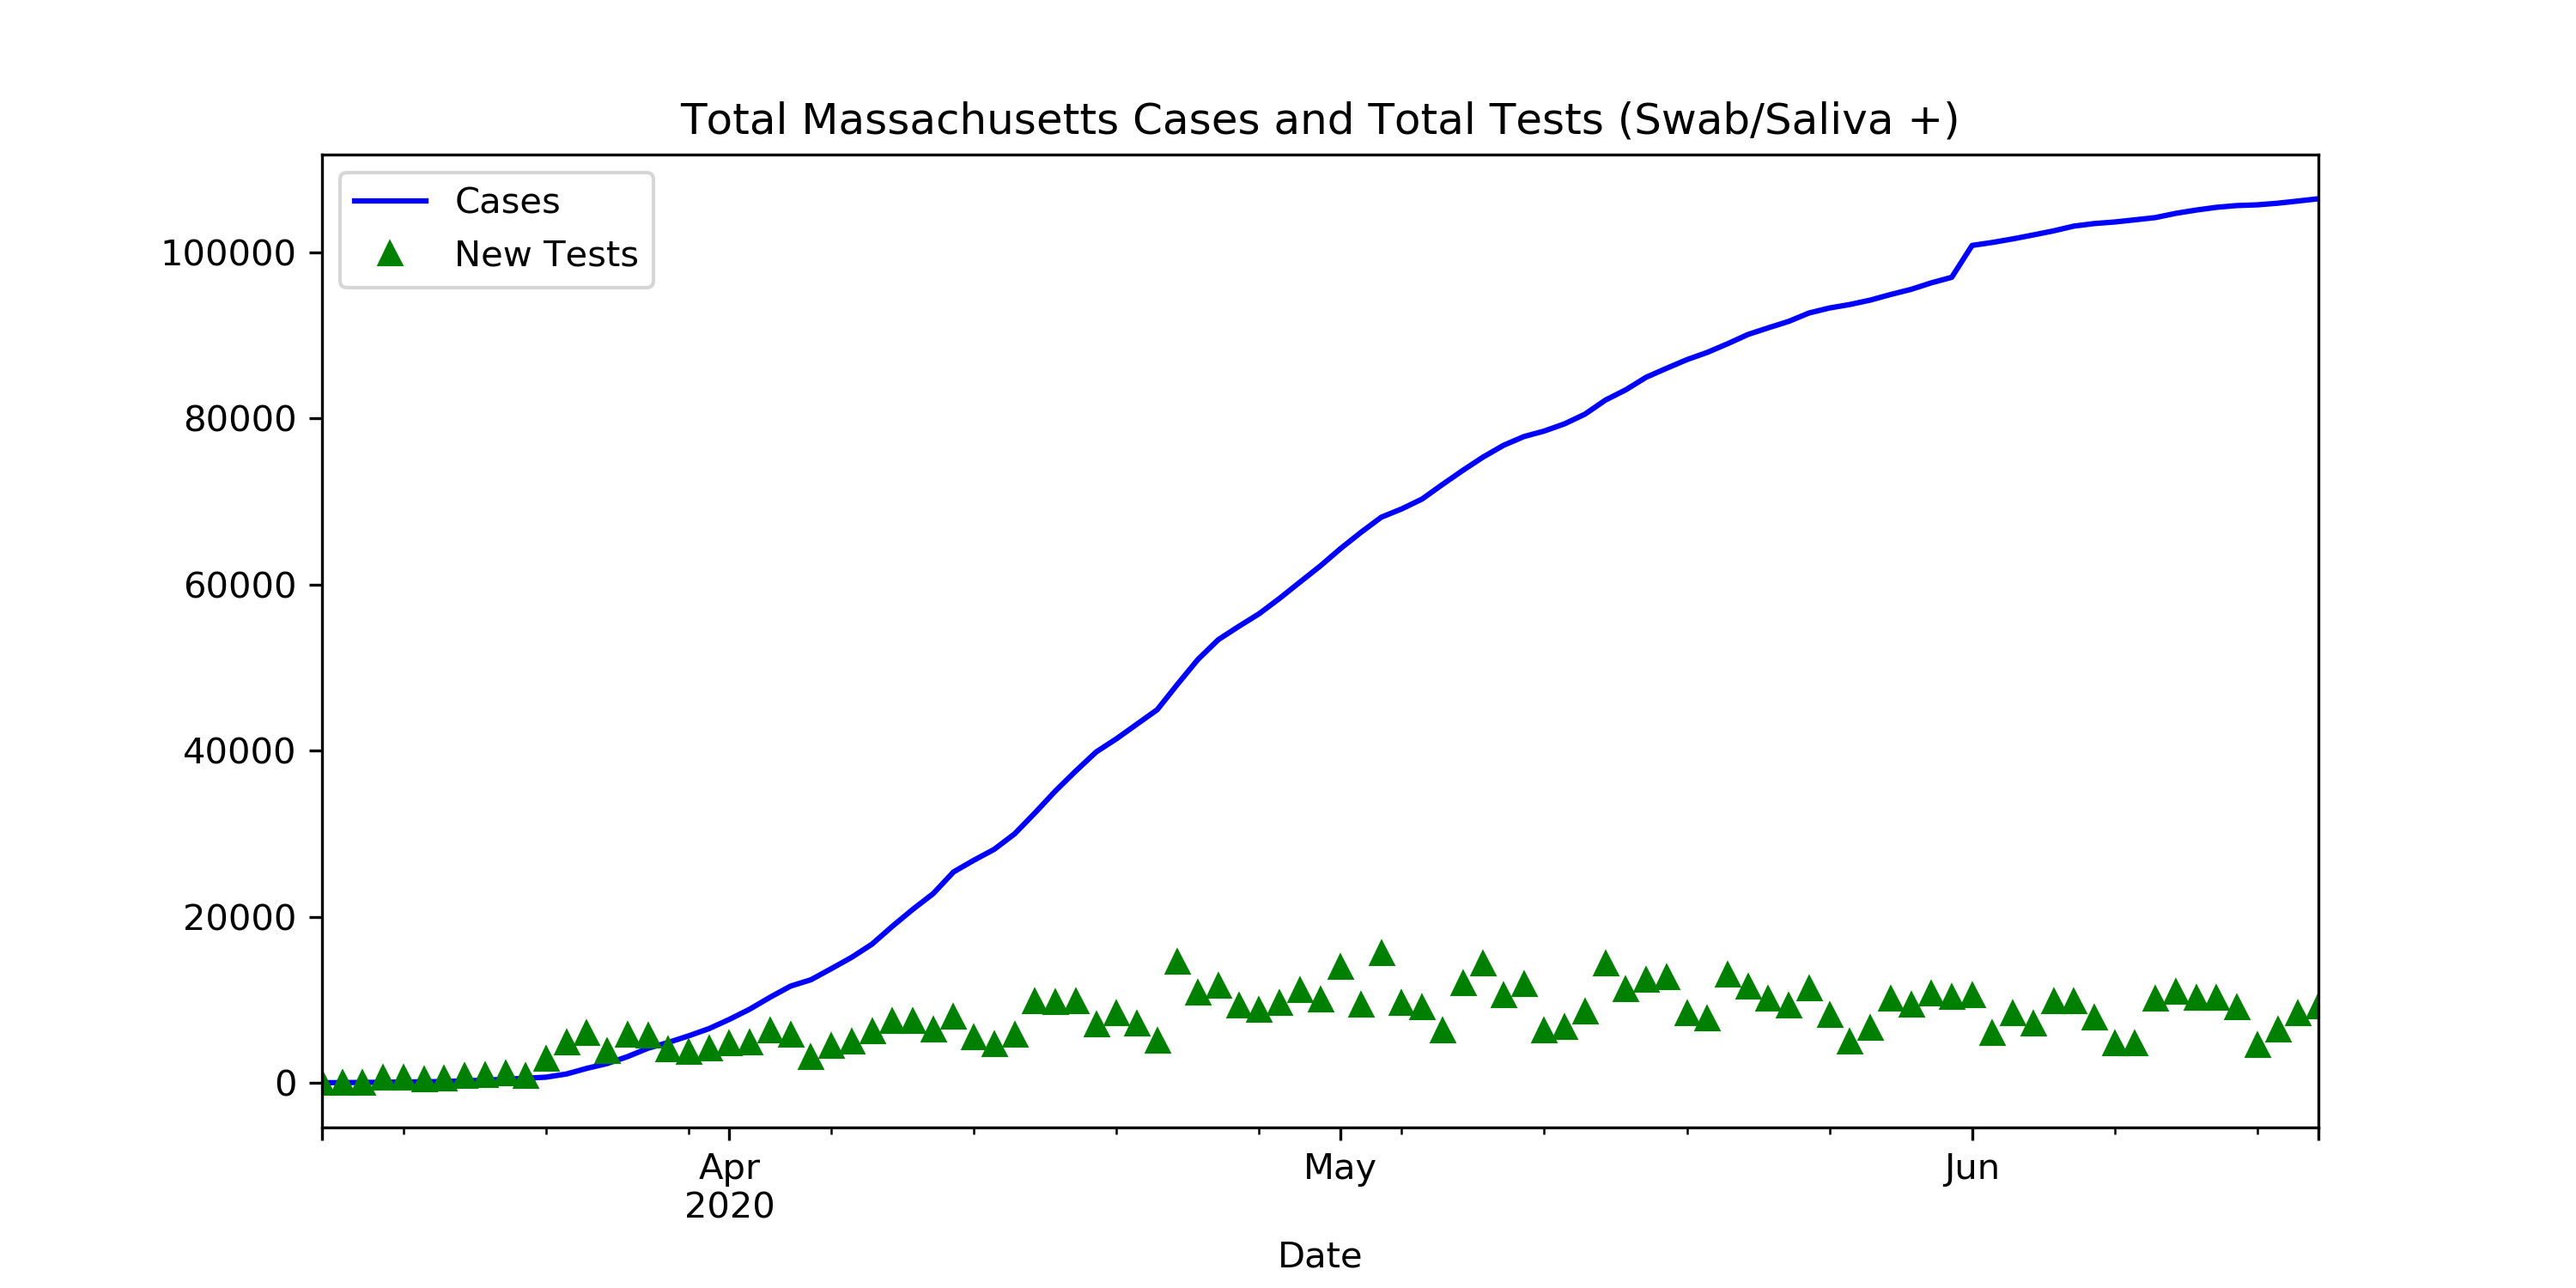 Total Massachusetts Cases and Total Tests (Swab/Saliva +)
Cases
New Tests
100000
80000
60000
40000
20000
0
Apr
2020
May
Jun
Date